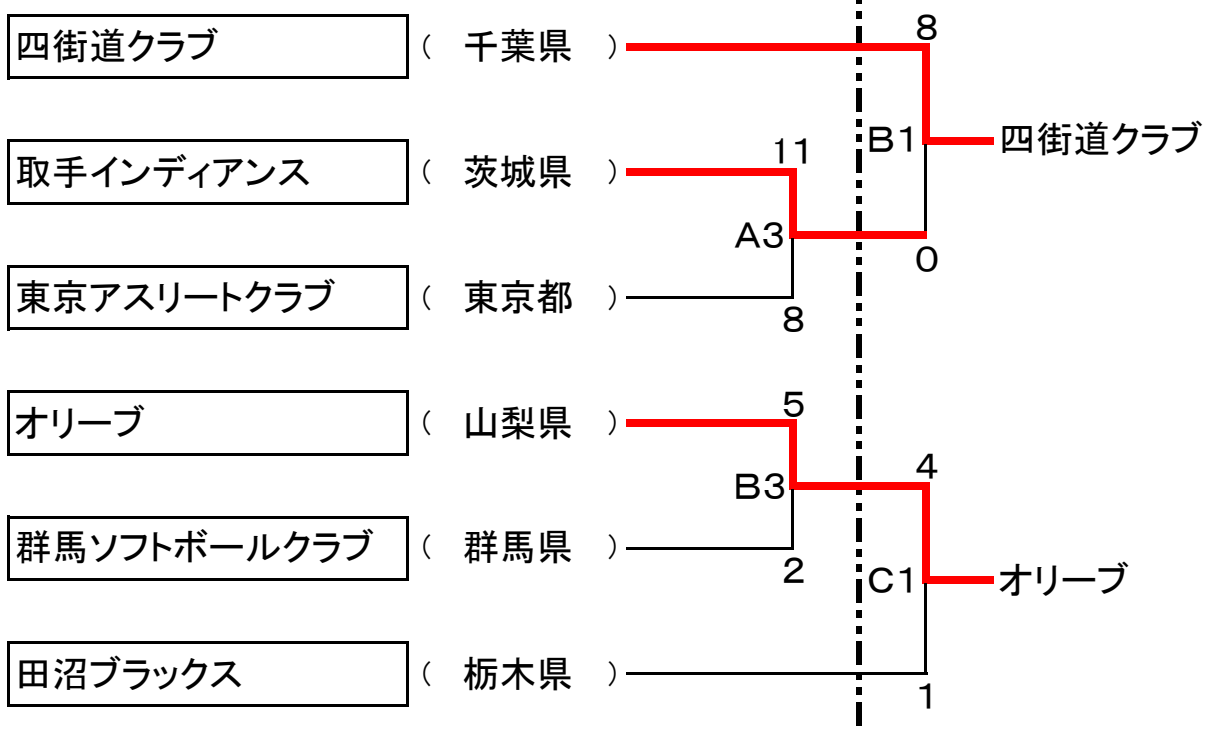 8
四街道クラブ ( 千葉県 )
B1 四街道クラブ
11
取手インディアンス ( 茨城県 )
A3
0
東京アスリートクラブ ( 東京都 )
8
5
オリーブ ( 山梨県 )
4
B3
群馬ソフトボールクラブ ( 群馬県 )
2
C1 オリーブ
田沼ブラックス ( 栃木県 )
1